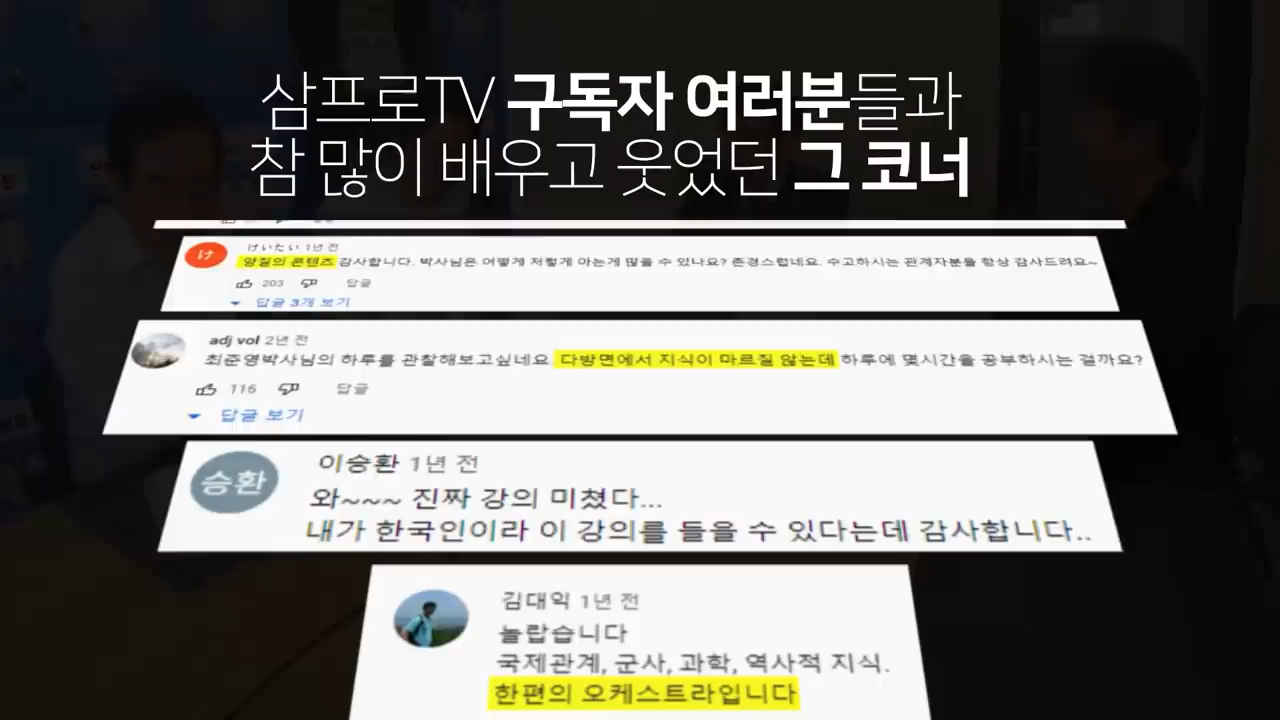 삼프로TV 구독자 여러분들과
참 많이 배우고 웃었던 그 코너
け
けいたい 1년 전
양질의 콘텐츠 감사합니다. 박사님은 어떻게 저렇게 아는게 많을 수 있나요? 존경스럽네요. 수고하시는 관계자분들 항상 감사드려요~
203 답글
답글 3개 보기
adj vol 2년 전
최준영박사님의 하루를 관찰해보고싶네요 다방면에서 지식이 마르질 않는데 하루에 몇시간을 공부하시는 걸까요?
116 답글
답글 보기
승환
이승환 1년 전
와~~~ 진짜 강의 미쳤다...
내가 한국인이라 이 강의를 들을 수 있다는데 감사합니다..
김대익 1년 전
놀랍습니다
국제관계, 군사, 과학, 역사적 지식.
한편의 오케스트라입니다